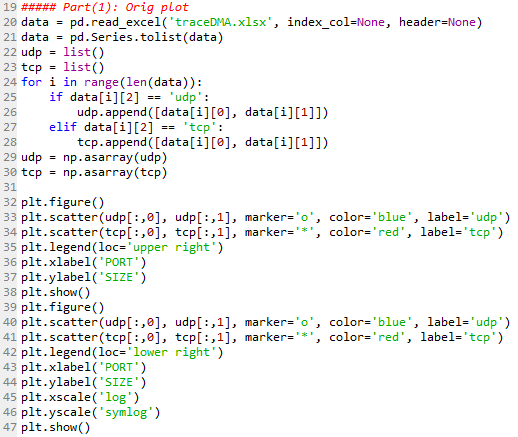 19 ##### Part(1): Orig plot
20 data = pd.read_excel('traceDMA.xlsx', index_col=None, header=None)
21 data = pd.Series.tolist(data)
22 udp = list()
23 tcp = list()
24 for i in range(len(data)):
25     if data[i][2] == 'udp':
26         udp.append([data[i][0], data[i][1]])
27     elif data[i][2] == 'tcp':
28         tcp.append([data[i][0], data[i][1]])
29 udp = np.asarray(udp)
30 tcp = np.asarray(tcp)
31
32 plt.figure()
33 plt.scatter(udp[:,0], udp[:,1], marker='o', color='blue', label='udp')
34 plt.scatter(tcp[:,0], tcp[:,1], marker='*', color='red', label='tcp')
35 plt.legend(loc='upper right')
36 plt.xlabel('PORT')
37 plt.ylabel('SIZE')
38 plt.show()
39 plt.figure()
40 plt.scatter(udp[:,0], udp[:,1], marker='o', color='blue', label='udp')
41 plt.scatter(tcp[:,0], tcp[:,1], marker='*', color='red', label='tcp')
42 plt.legend(loc='lower right')
43 plt.xlabel('PORT')
44 plt.ylabel('SIZE')
45 plt.xscale('log')
46 plt.yscale('symlog')
47 plt.show()